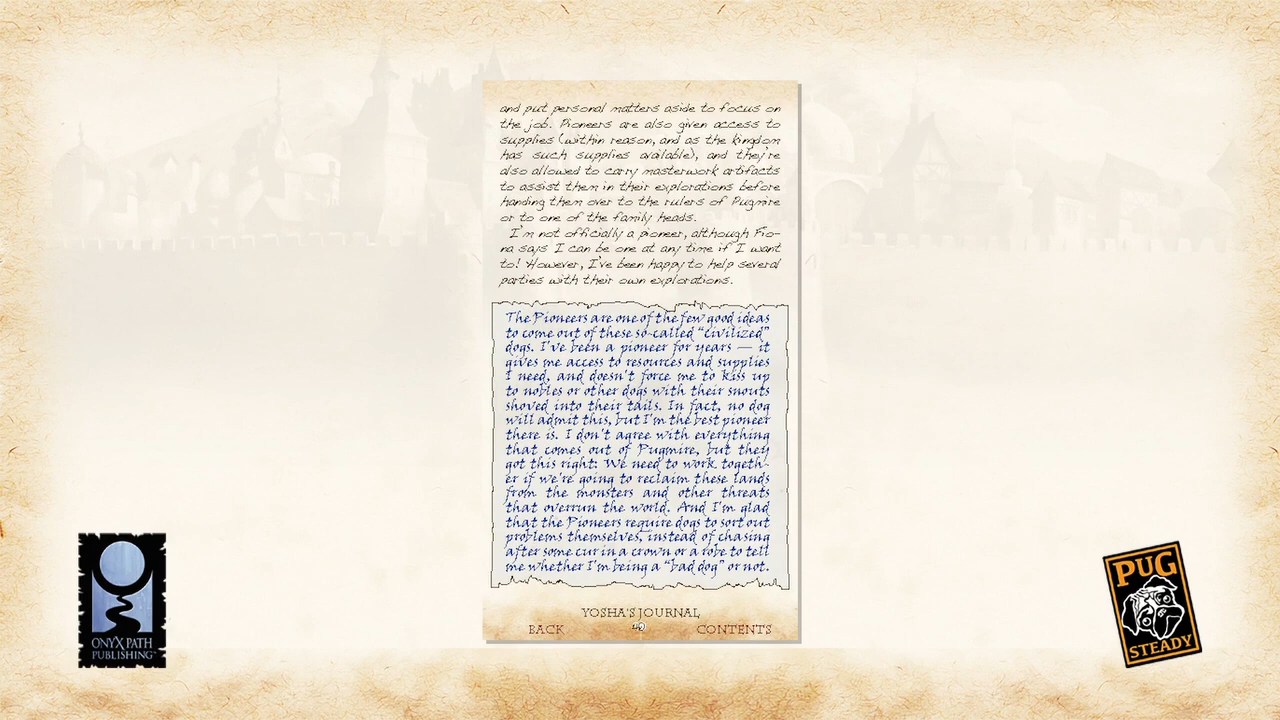 and put personal matters aside to focus on
the job. Pioneers are also given access to
supplies (within reason, and as the kingdom
has such supplies available), and they're
also allowed to carry masterwork artifacts
to assist them in their explorations before
handing them over to the rulers of Pugmire
or to one of the family heads.
I'm not officially a pioneer, although Fio-
na says I can be one at any time if I want
to! However, I've been happy to help several
parties with their own explorations.
The Pioneers are one of the few good ideas
to come out of these so-called "civilized"
dogs. I've been a pioneer for years — it
gives me access to resources and supplies
I need, and doesn't force me to kiss up
to nobles or other dogs with their snouts
shoved into their tails. In fact, no dog
will admit this, but I'm the best pioneer
there is. I don't agree with everything
that comes out of Pugmire, but they
got this right: We need to work togeth-
er if we're going to reclaim these lands
from the monsters and other threats
that overrun the world. And I'm glad
that the Pioneers require dogs to sort out
problems themselves, instead of chasing
after some cur in a crown or a robe to tell
me whether I'm being a "bad dog" or not.
YOSHA'S JOURNAL
BACK
CONTENTS
ONYX PATH
PUBLISHING
PUG
STEADY